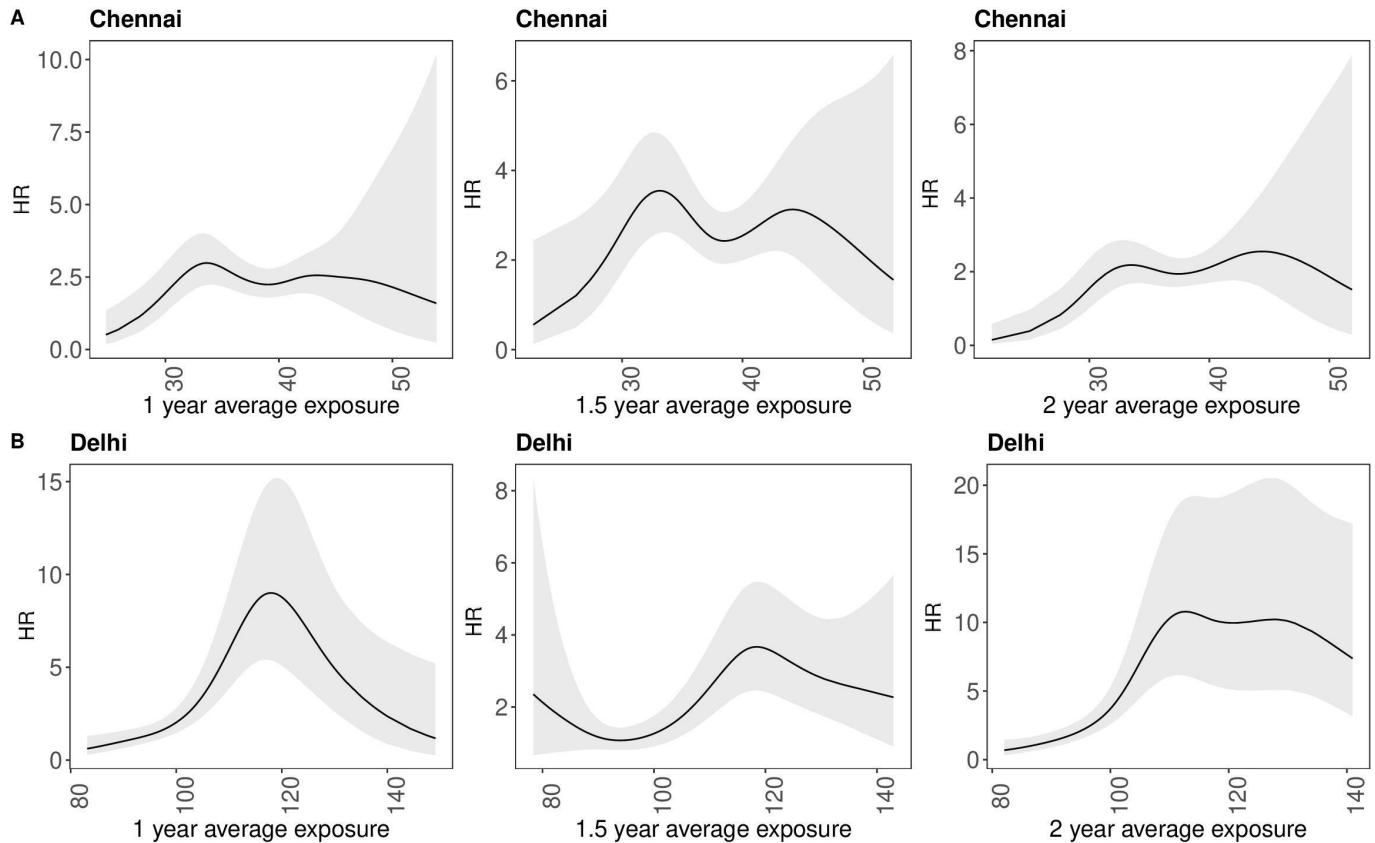 A
Chennai
Chennai
Chennai
10.0
7.5
5.0
2.5
0.0
HR
30
40
50
1 year average exposure
6
4
2
0
HR
30
40
50
1.5 year average exposure
8
6
4
2
0
HR
30
40
50
2 year average exposure
B
Delhi
Delhi
Delhi
15
10
5
0
HR
80
100
120
140
1 year average exposure
8
6
4
2
HR
80
100
120
140
1.5 year average exposure
20
15
10
5
0
HR
80
100
120
140
2 year average exposure